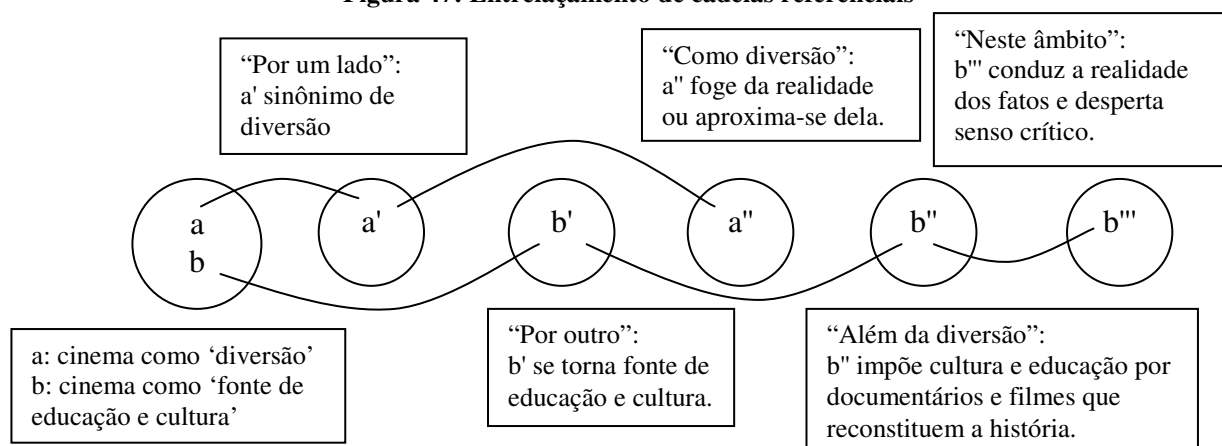 Figura 47: Entrelaçamento de cadeias referenciais
“Por um lado”:
a' sinônimo de
diversão
“Como diversão”:
a'' foge da realidade
ou aproxima-se dela.
“Neste âmbito”:
b''' conduz a realidade
dos fatos e desperta
senso crítico.
a
b
a'
b'
a''
b''
b'''
a: cinema como ‘diversão’
b: cinema como ‘fonte de
educação e cultura’
“Por outro”:
b' se torna fonte de
educação e cultura.
“Além da diversão”:
b'' impõe cultura e educação por
documentários e filmes que
reconstituem a história.